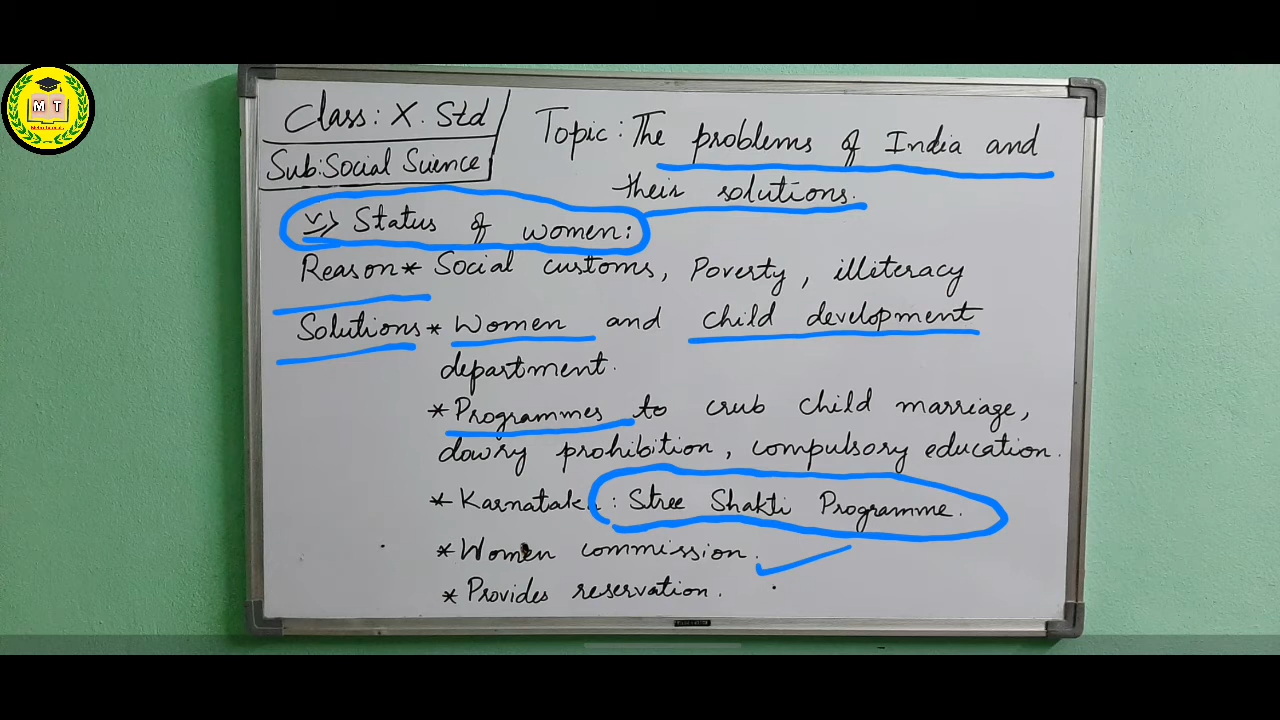 M T
Class: X. Std
Sub: Social Science
Topic: The problems of India and
their solutions.
V⇒ Status of women:
Reason * Social customs, Poverty, illiteracy
Solutions * Women and child development
department.
* Programmes to crub child marriage,
dowry prohibition, compulsory education.
* Karnataka: Stree Shakti Programme.
* Women commission.
* Provides reservation.